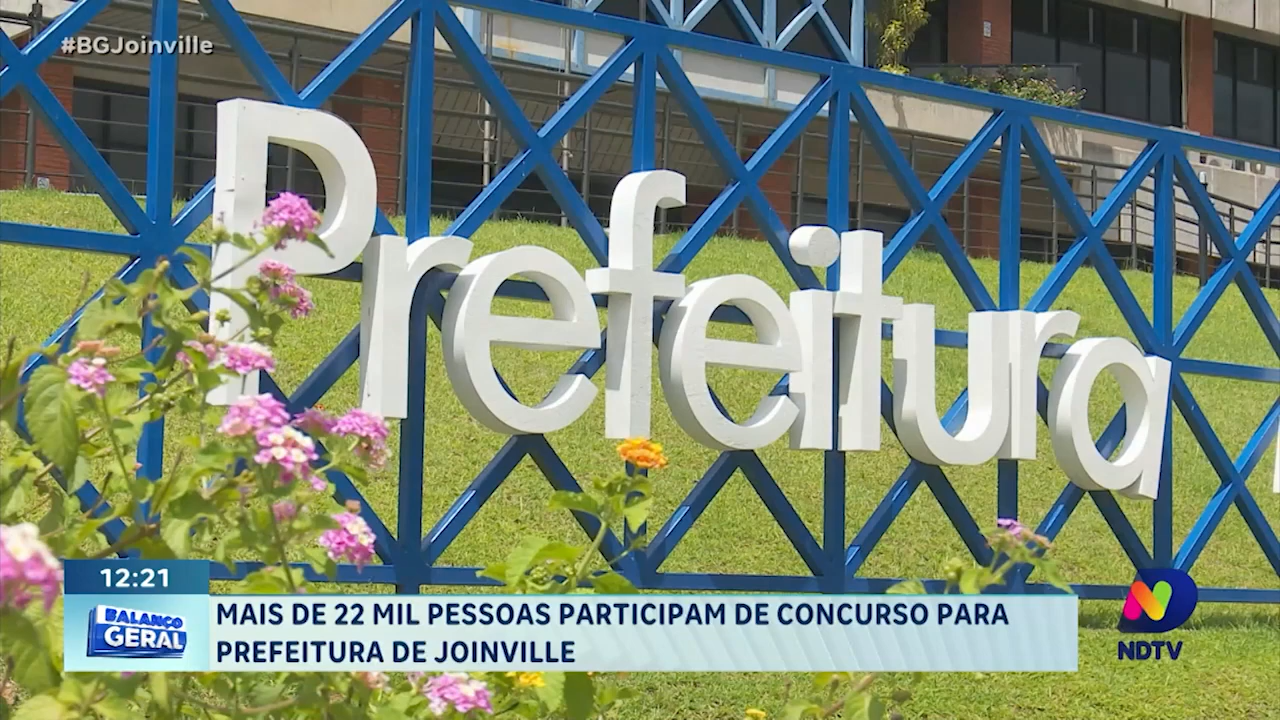 #BGJoinville
Prefeitura
12:21
BALANÇO
GERAL
MAIS DE 22 MIL PESSOAS PARTICIPAM DE CONCURSO PARA
PREFEITURA DE JOINVILLE
N
NDTV